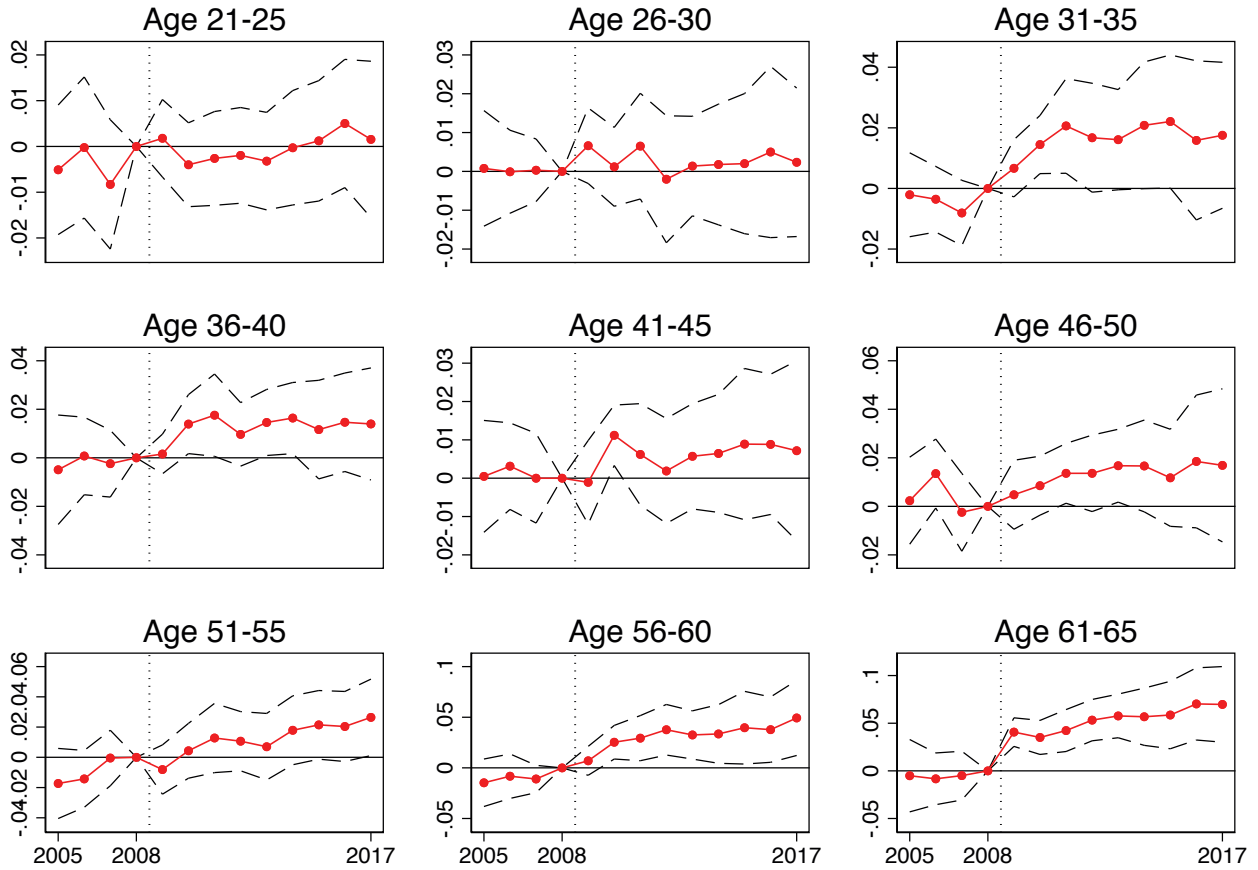 Age 21-25
-.02 -.01 0 .01 .02
Age 26-30
-.02 -.01 0 .01 .02 .03
Age 31-35
-.02 0 .02 .04
Age 36-40
-.04 -.02 0 .02 .04
Age 41-45
-.02 -.01 0 .01 .02 .03
Age 46-50
-.02 0 .02 .04 .06
Age 51-55
-.04 -.02 0 .02 .04 .06
2005 2008 2017
Age 56-60
-.05 0 .05 .1
2005 2008 2017
Age 61-65
-.05 0 .05 .1
2005 2008 2017